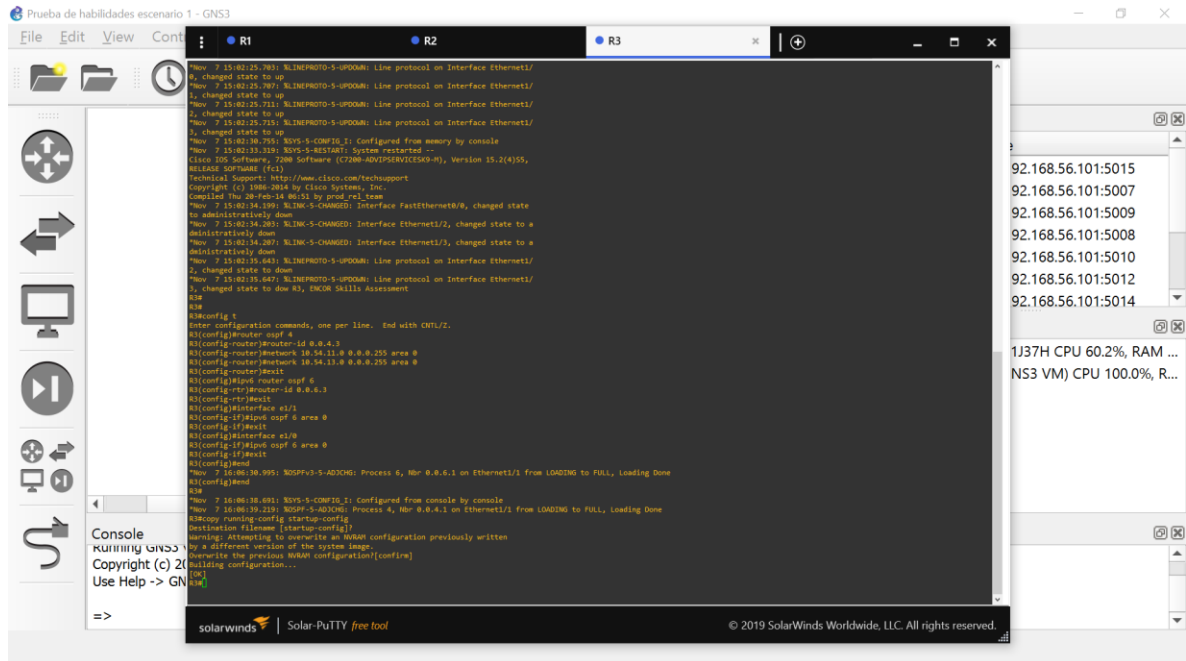 Prueba de habilidades escenario 1 - GNS3
File Edit View Cont
R1 R2 R3
*Nov 7 15:02:25.703: %LINEPROTO-5-UPDOWN: Line protocol on Interface Ethernet1/
0, changed state to up
*Nov 7 15:02:25.707: %LINEPROTO-5-UPDOWN: Line protocol on Interface Ethernet1/
1, changed state to up
*Nov 7 15:02:25.711: %LINEPROTO-5-UPDOWN: Line protocol on Interface Ethernet1/
2, changed state to up
*Nov 7 15:02:25.715: %LINEPROTO-5-UPDOWN: Line protocol on Interface Ethernet1/
3, changed state to up
*Nov 7 15:02:30.755: %SYS-5-CONFIG_I: Configured from memory by console
*Nov 7 15:02:33.319: %SYS-5-RESTART: System restarted --
Cisco IOS Software, 7200 Software (C7200-ADVIPSERVICESK9-M), Version 15.2(4)S5,
RELEASE SOFTWARE (fc1)
Technical Support: http://www.cisco.com/techsupport
Copyright (c) 1986-2014 by Cisco Systems, Inc.
Compiled Thu 20-Feb-14 06:51 by prod_rel_team
*Nov 7 15:02:34.199: %LINK-5-CHANGED: Interface FastEthernet0/0, changed state
to administratively down
*Nov 7 15:02:34.203: %LINK-5-CHANGED: Interface Ethernet1/2, changed state to a
dministratively down
*Nov 7 15:02:34.207: %LINK-5-CHANGED: Interface Ethernet1/3, changed state to a
dministratively down
*Nov 7 15:02:35.643: %LINEPROTO-5-UPDOWN: Line protocol on Interface Ethernet1/
2, changed state to down
*Nov 7 15:02:35.647: %LINEPROTO-5-UPDOWN: Line protocol on Interface Ethernet1/
3, changed state to dow R3, ENCOR Skills Assessment
R3#
R3#
R3#config t
Enter configuration commands, one per line. End with CNTL/Z.
R3(config)#router ospf 4
R3(config-router)#router-id 0.0.4.3
R3(config-router)#network 10.54.11.0 0.0.0.255 area 0
R3(config-router)#network 10.54.13.0 0.0.0.255 area 0
R3(config-router)#exit
R3(config)#ipv6 router ospf 6
R3(config-rtr)#router-id 0.0.6.3
R3(config-rtr)#exit
R3(config)#interface e1/1
R3(config-if)#ipv6 ospf 6 area 0
R3(config-if)#exit
R3(config)#interface e1/0
R3(config-if)#ipv6 ospf 6 area 0
R3(config-if)#exit
R3(config)#end
*Nov 7 16:06:30.995: %OSPFv3-5-ADJCHG: Process 6, Nbr 0.0.6.1 on Ethernet1/1 from LOADING to FULL, Loading Done
R3(config)#end
R3#
*Nov 7 16:06:38.691: %SYS-5-CONFIG_I: Configured from console by console
*Nov 7 16:06:39.219: %OSPF-5-ADJCHG: Process 4, Nbr 0.0.4.1 on Ethernet1/1 from LOADING to FULL, Loading Done
R3#copy running-config startup-config
Destination filename [startup-config]?
Warning: Attempting to overwrite an NVRAM configuration previously written
by a different version of the system image.
Overwrite the previous NVRAM configuration?[confirm]
Building configuration...
[OK]
R3#
solarwinds Solar-PuTTY free tool © 2019 SolarWinds Worldwide, LLC. All rights reserved.
92.168.56.101:5015
92.168.56.101:5007
92.168.56.101:5009
92.168.56.101:5008
92.168.56.101:5010
92.168.56.101:5012
92.168.56.101:5014
1J37H CPU 60.2%, RAM ...
NS3 VM) CPU 100.0%, R...
Console
Running GNS3
Copyright (c) 20
Use Help -> GN
=>